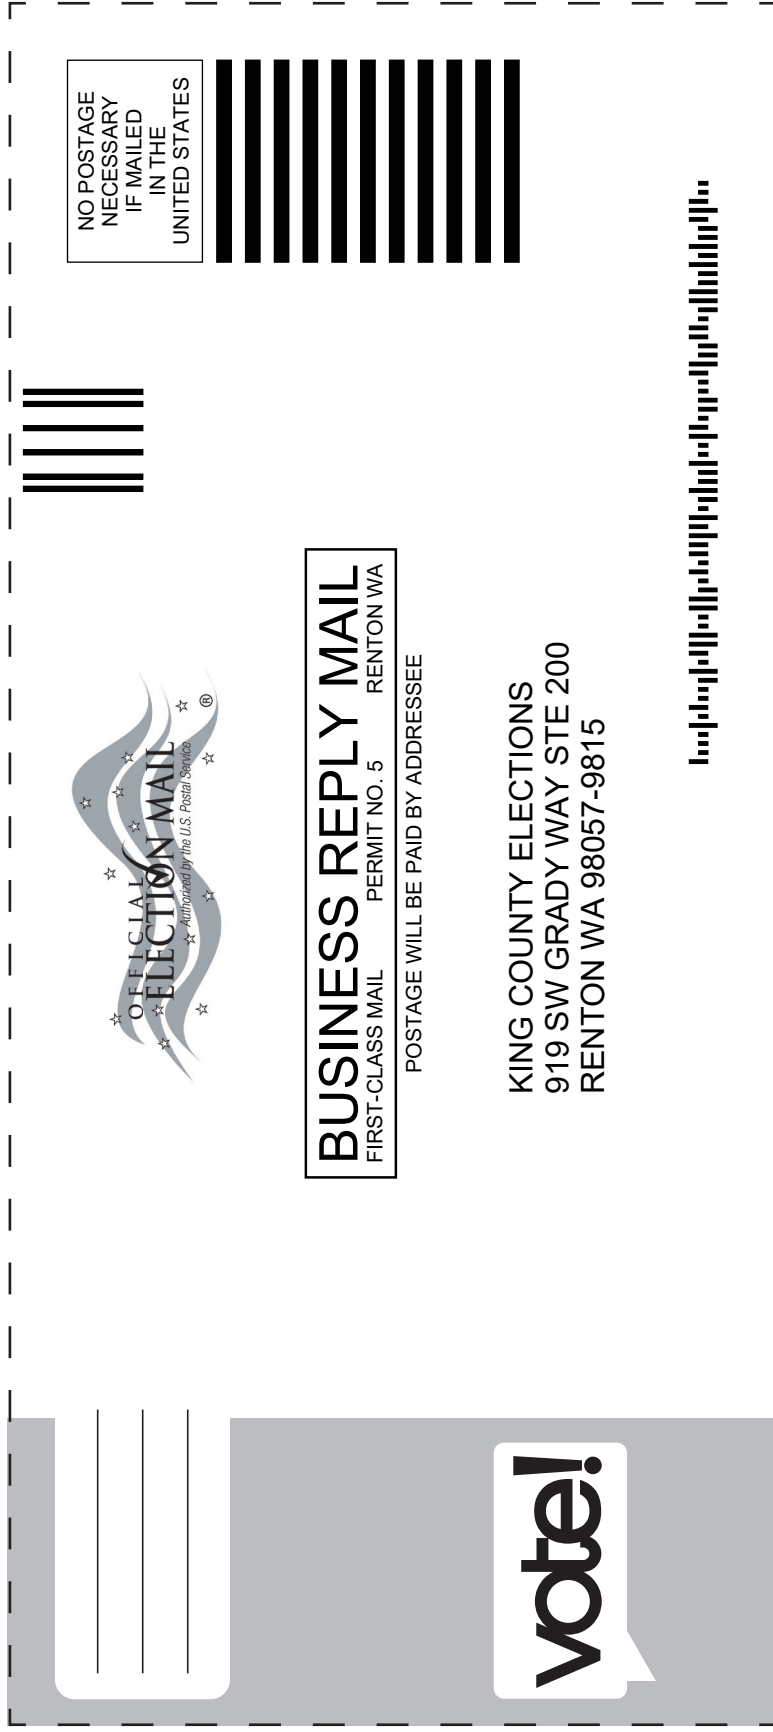 NO POSTAGE
NECESSARY
IF MAILED
IN THE
UNITED STATES
OFFICIAL
ELECTION MAIL
Authorized by the U.S. Postal Service
®
BUSINESS REPLY MAIL
FIRST-CLASS MAIL PERMIT NO. 5 RENTON WA
POSTAGE WILL BE PAID BY ADDRESSEE
KING COUNTY ELECTIONS
919 SW GRADY WAY STE 200
RENTON WA 98057-9815
vote!